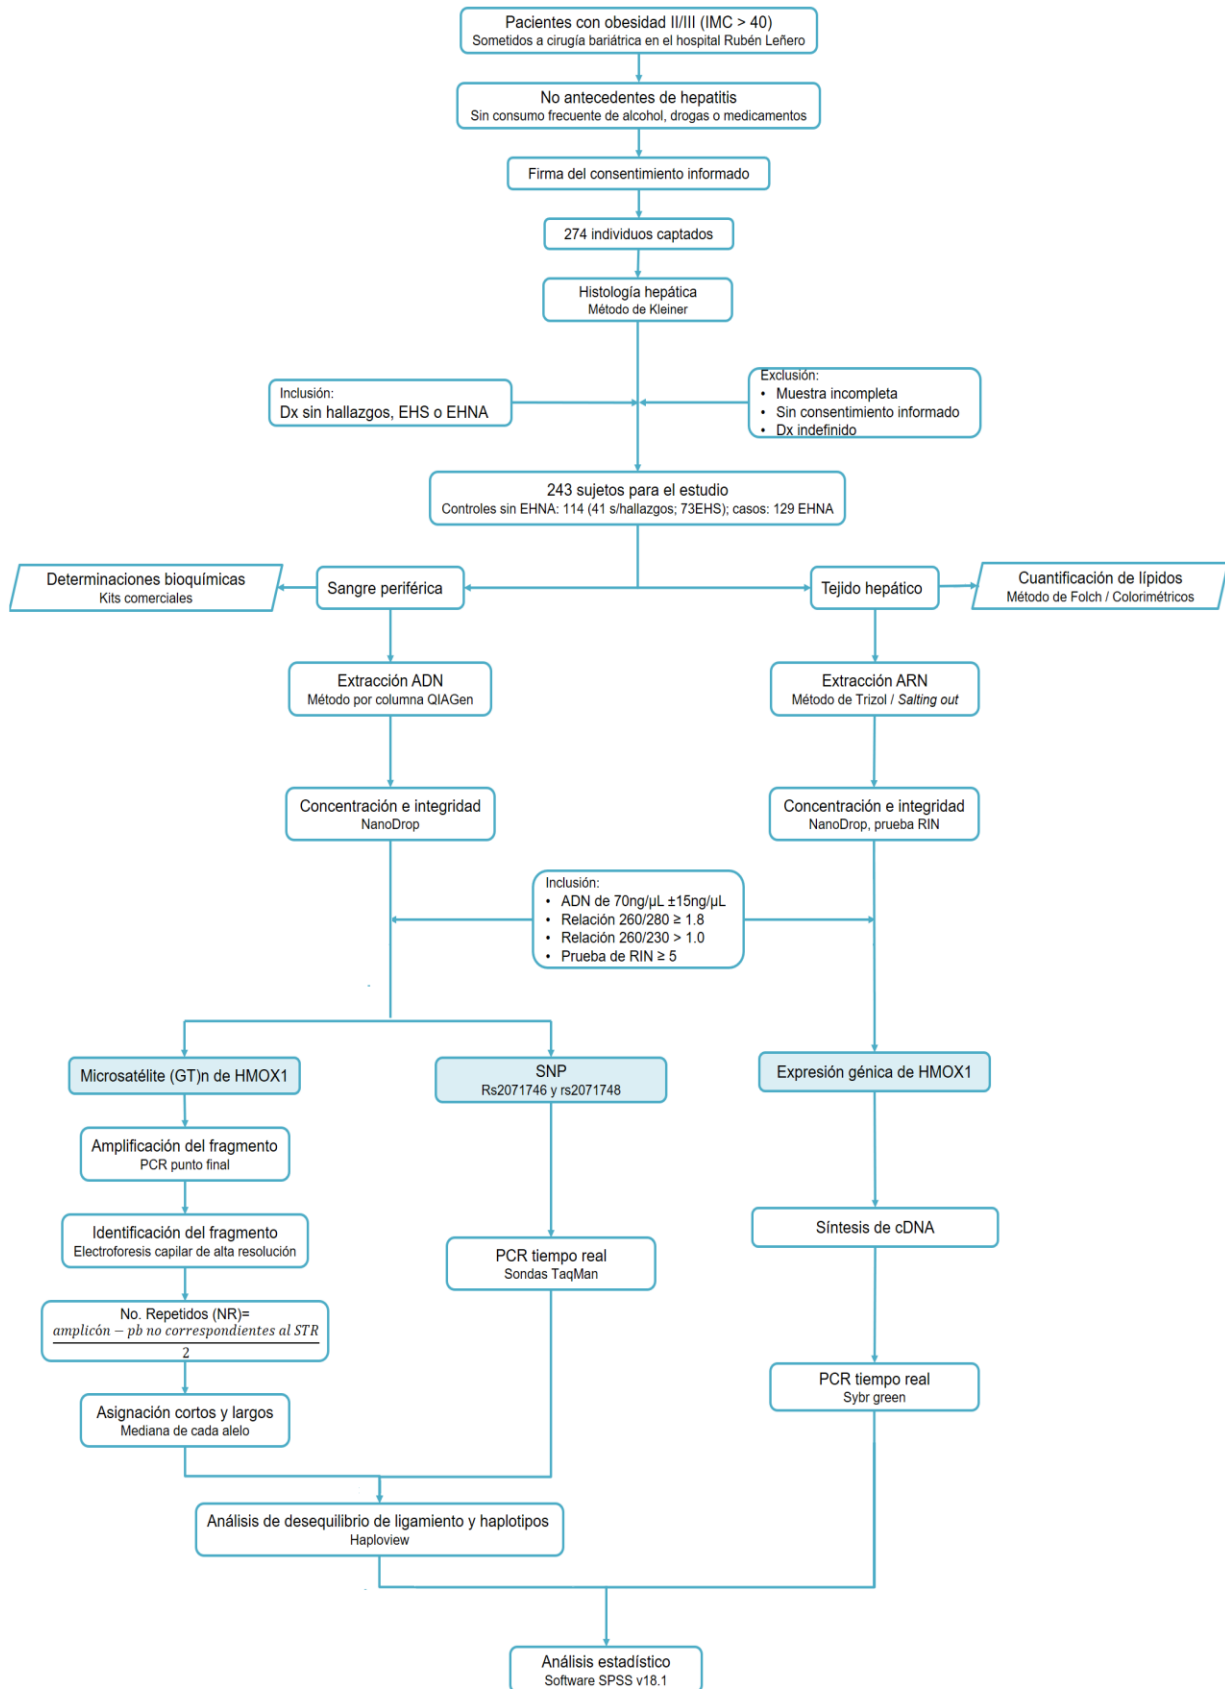 Pacientes con obesidad II/III (IMC > 40)
Sometidos a cirugía bariátrica en el hospital Rubén Leñero
No antecedentes de hepatitis
Sin consumo frecuente de alcohol, drogas o medicamentos
Firma del consentimiento informado
274 individuos captados
Histología hepática
Método de Kleiner
Inclusión:
Dx sin hallazgos, EHS o EHNA
Exclusión:
• Muestra incompleta
• Sin consentimiento informado
• Dx indefinido
243 sujetos para el estudio
Controles sin EHNA: 114 (41 s/hallazgos; 73EHS); casos: 129 EHNA
Determinaciones bioquímicas
Kits comerciales
Sangre periférica
Tejido hepático
Cuantificación de lípidos
Método de Folch / Colorimétricos
Extracción ADN
Método por columna QIAGen
Extracción ARN
Método de Trizol / Salting out
Concentración e integridad
NanoDrop
Concentración e integridad
NanoDrop, prueba RIN
Inclusión:
• ADN de 70ng/µL ±15ng/µL
• Relación 260/280 ≥ 1.8
• Relación 260/230 > 1.0
• Prueba de RIN ≥ 5
Microsatélite (GT)n de HMOX1
SNP
Rs2071746 y rs2071748
Expresión génica de HMOX1
Amplificación del fragmento
PCR punto final
Identificación del fragmento
Electroforesis capilar de alta resolución
Síntesis de cDNA
PCR tiempo real
Sondas TaqMan
No. Repetidos (NR)=
amplicón − pb no correspondientes al STR
2
PCR tiempo real
Sybr green
Asignación cortos y largos
Mediana de cada alelo
Análisis de desequilibrio de ligamiento y haplotipos
Haploview
Análisis estadístico
Software SPSS v18.1